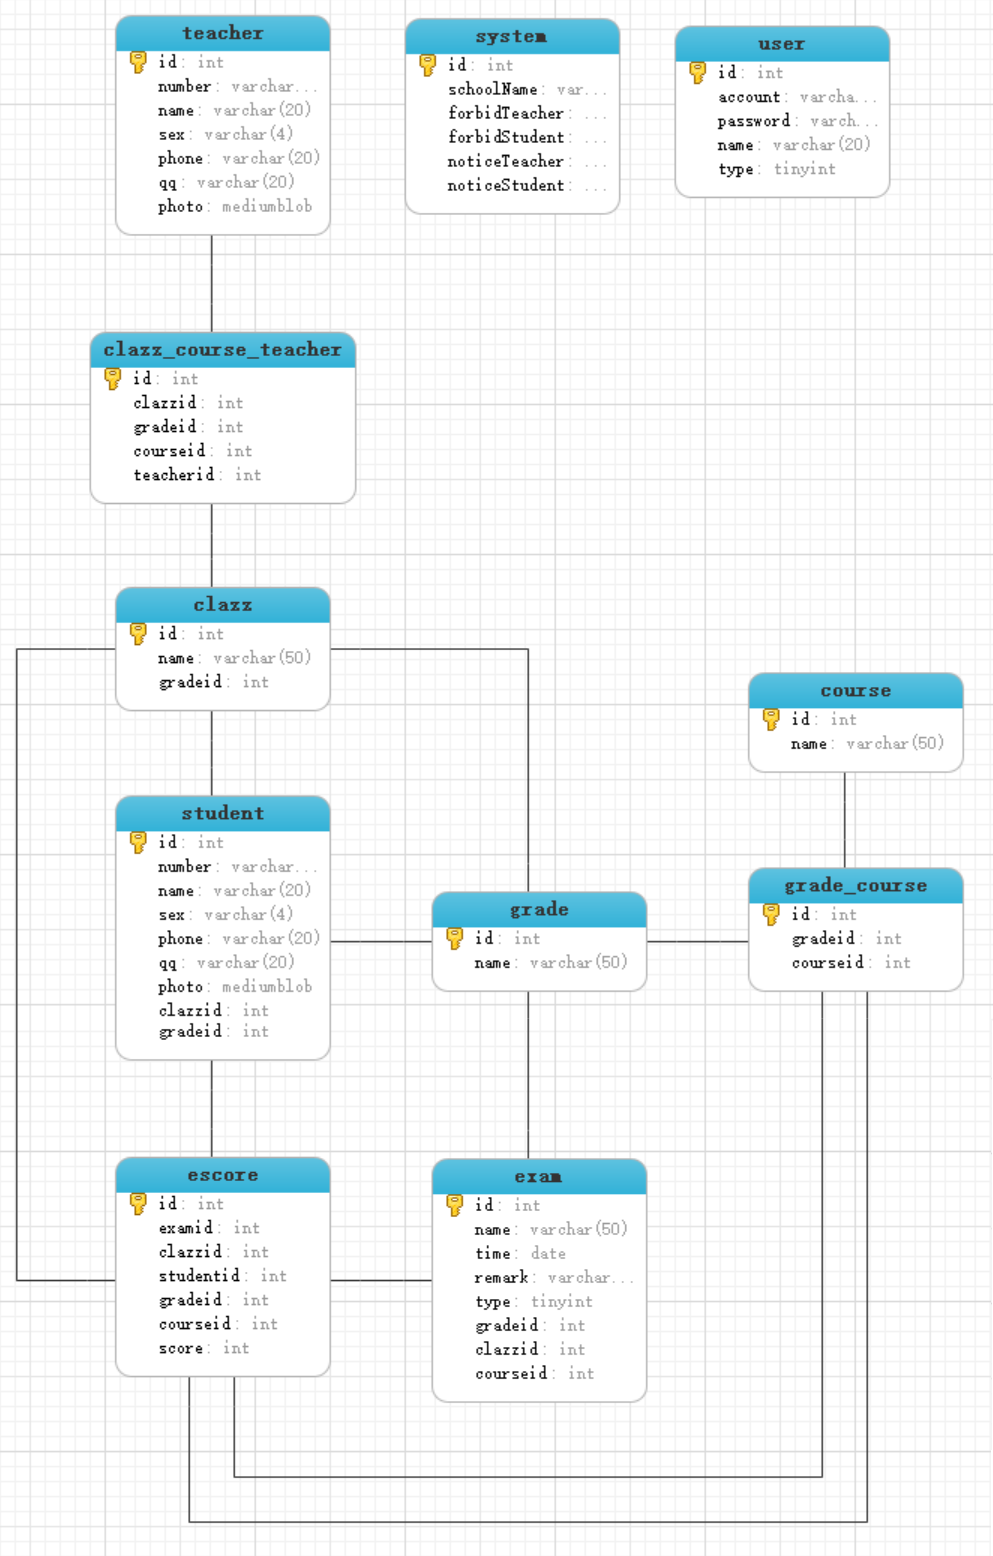 teacher
id: int
number: varchar...
name: varchar(20)
sex: varchar(4)
phone: varchar(20)
qq: varchar(20)
photo: mediumblob
system
id: int
schoolName: var...
forbidTeacher: ...
forbidStudent: ...
noticeTeacher: ...
noticeStudent: ...
user
id: int
account: varcha...
password: varch...
name: varchar(20)
type: tinyint
clazz_course_teacher
id: int
clazzid: int
gradeid: int
courseid: int
teacherid: int
clazz
id: int
name: varchar(50)
gradeid: int
course
id: int
name: varchar(50)
student
id: int
number: varchar...
name: varchar(20)
sex: varchar(4)
phone: varchar(20)
qq: varchar(20)
photo: mediumblob
clazzid: int
gradeid: int
grade
id: int
name: varchar(50)
grade_course
id: int
gradeid: int
courseid: int
escore
id: int
examid: int
clazzid: int
studentid: int
gradeid: int
courseid: int
score: int
exam
id: int
name: varchar(50)
time: date
remark: varchar...
type: tinyint
gradeid: int
clazzid: int
courseid: int